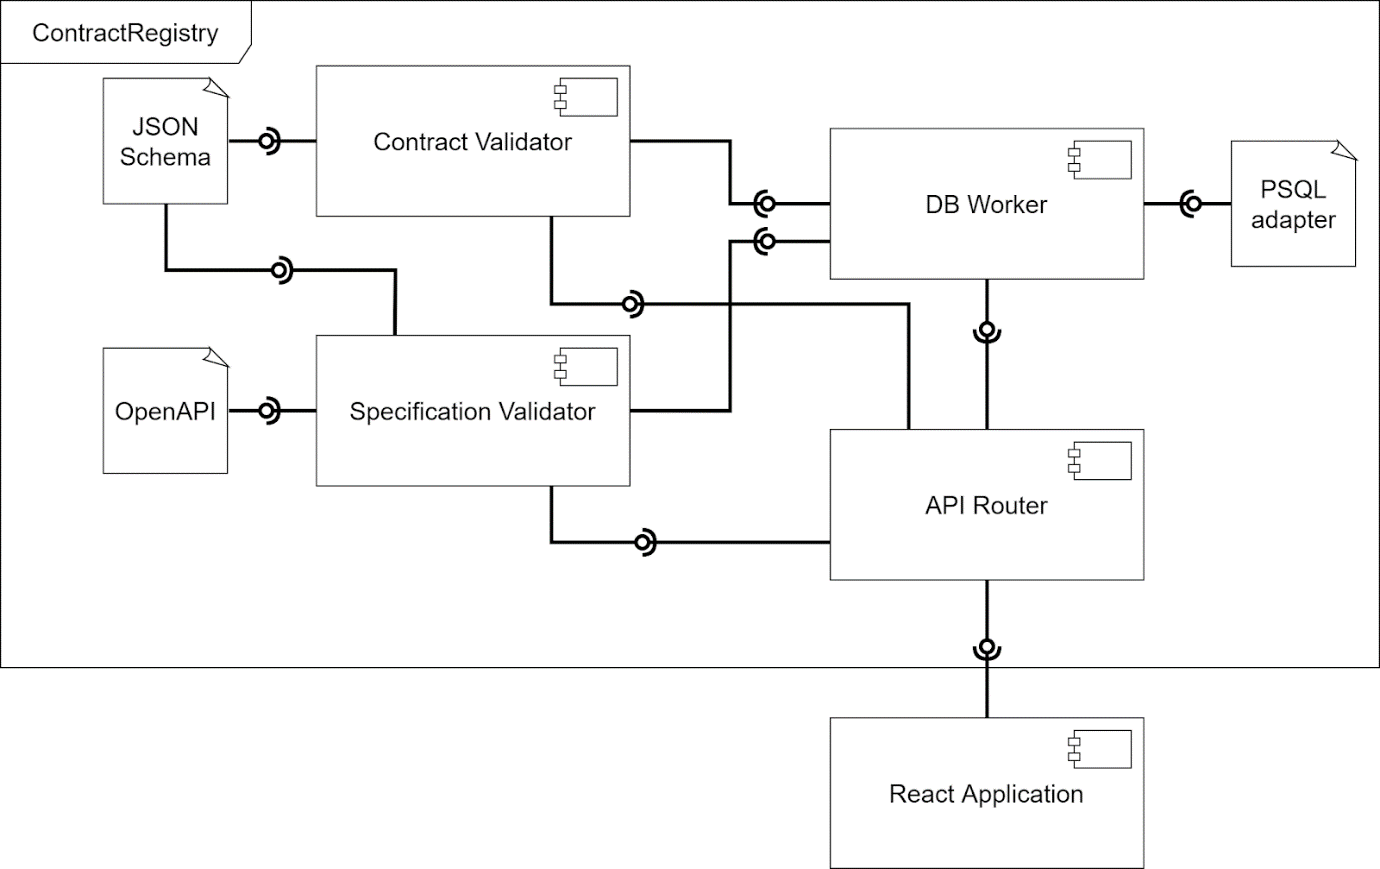 ContractRegistry
JSON
Schema
Contract Validator
DB Worker
PSQL
adapter
OpenAPI
Specification Validator
API Router
React Application